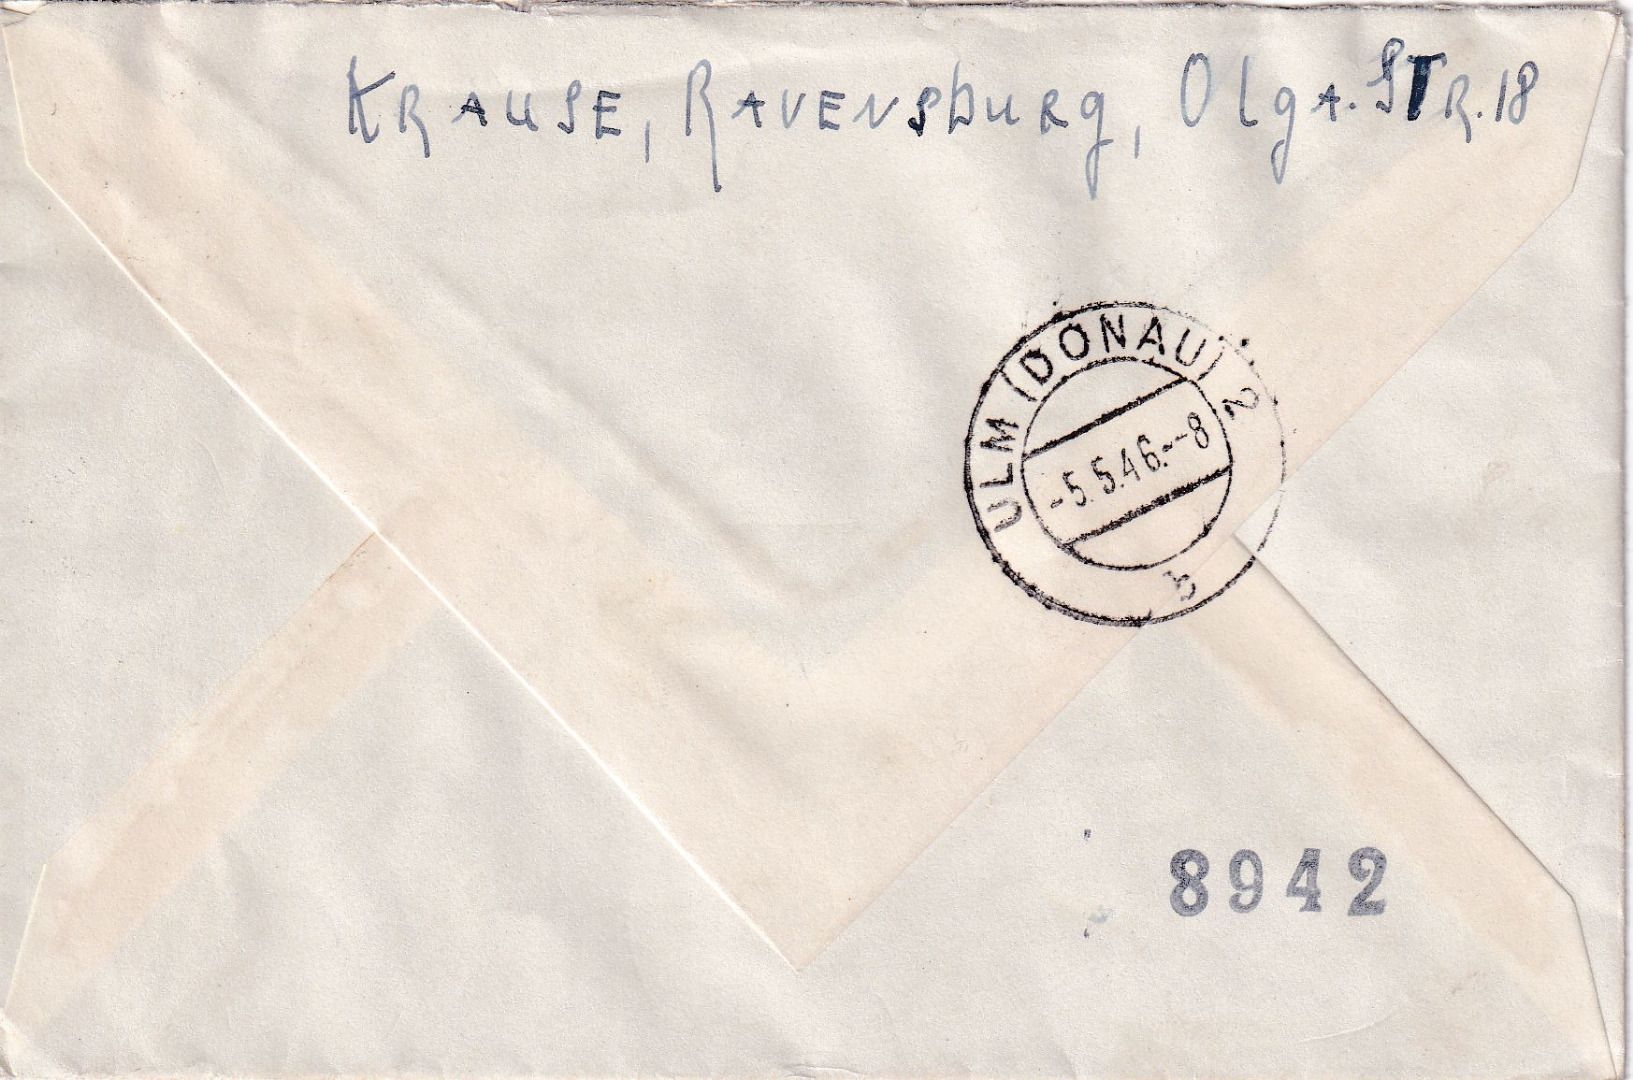 Krause, Ravensburg, Olga.Str.18
ULM (DONAU) 2
-5.5.46.--8
b
8942